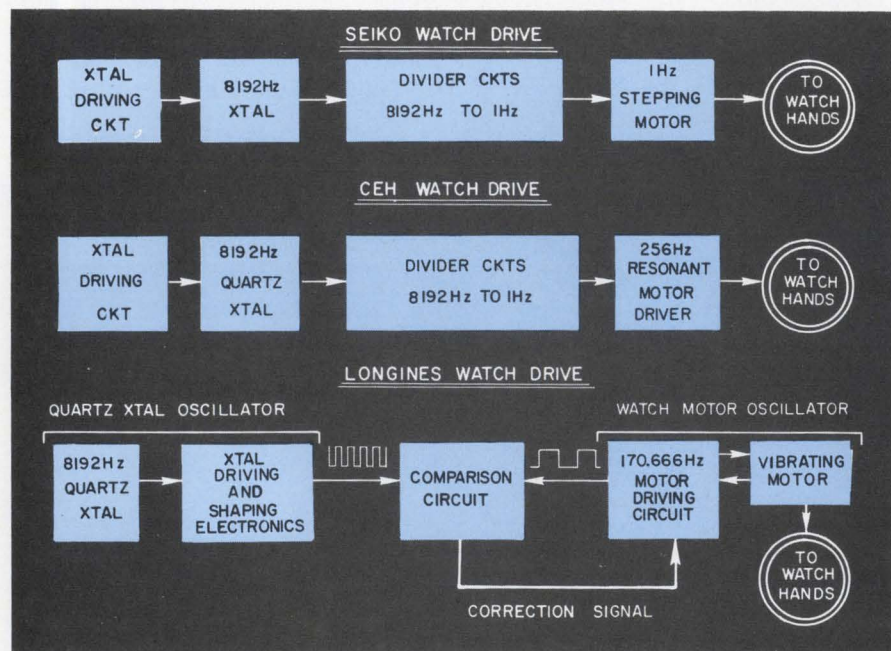 SEIKO WATCH DRIVE
XTAL
DRIVING
CKT
8192Hz
XTAL
DIVIDER CKTS
8192Hz TO 1Hz
1Hz
STEPPING
MOTOR
TO
WATCH
HANDS
CEH WATCH DRIVE
XTAL
DRIVING
CKT
8192Hz
QUARTZ
XTAL
DIVIDER CKTS
8192Hz TO 1Hz
256Hz
RESONANT
MOTOR
DRIVER
TO
WATCH
HANDS
LONGINES WATCH DRIVE
QUARTZ XTAL OSCILLATOR
WATCH MOTOR OSCILLATOR
8192Hz
QUARTZ
XTAL
XTAL
DRIVING
AND
SHAPING
ELECTRONICS
COMPARISON
CIRCUIT
170.666Hz
MOTOR
DRIVING
CIRCUIT
VIBRATING
MOTOR
TO
WATCH
HANDS
CORRECTION SIGNAL